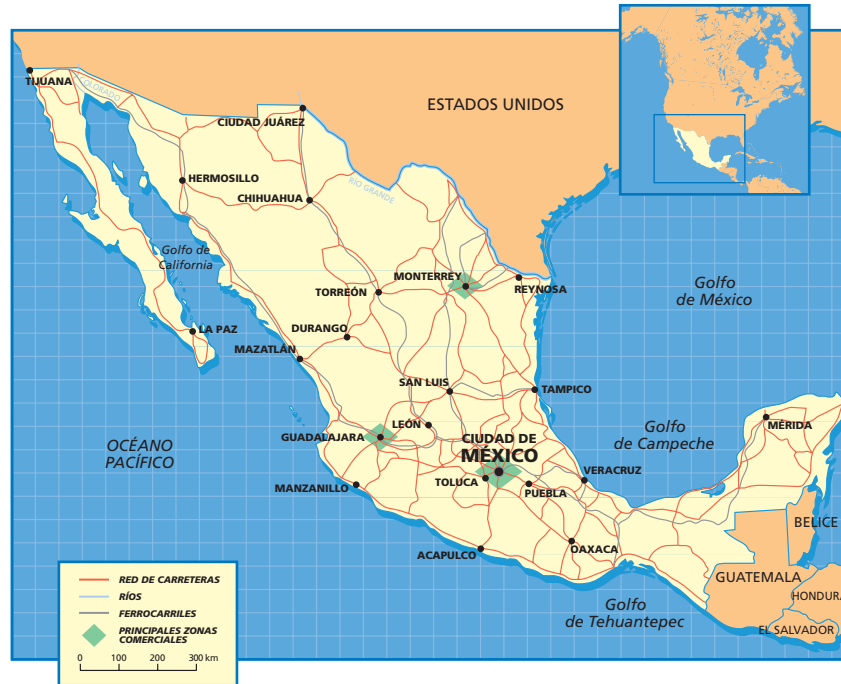 TIJUANA
COLORADO
CIUDAD JUÁREZ
ESTADOS UNIDOS
HERMOSILLO
CHIHUAHUA
RÍO GRANDE
Golfo de
California
MONTERREY
REYNOSA
TORREÓN
Golfo
de México
DURANGO
LA PAZ
MAZATLÁN
SAN LUIS
TAMPICO
LEÓN
GUADALAJARA
CIUDAD DE
MÉXICO
Golfo
de Campeche
MÉRIDA
OCÉANO
PACÍFICO
MANZANILLO
TOLUCA
PUEBLA
VERACRUZ
BELICE
ACAPULCO
OAXACA
GUATEMALA
HONDURA
Golfo
de Tehuantepec
EL SALVADOR
RED DE CARRETERAS
RÍOS
FERROCARRILES
PRINCIPALES ZONAS
COMERCIALES
0 100 200 300 km